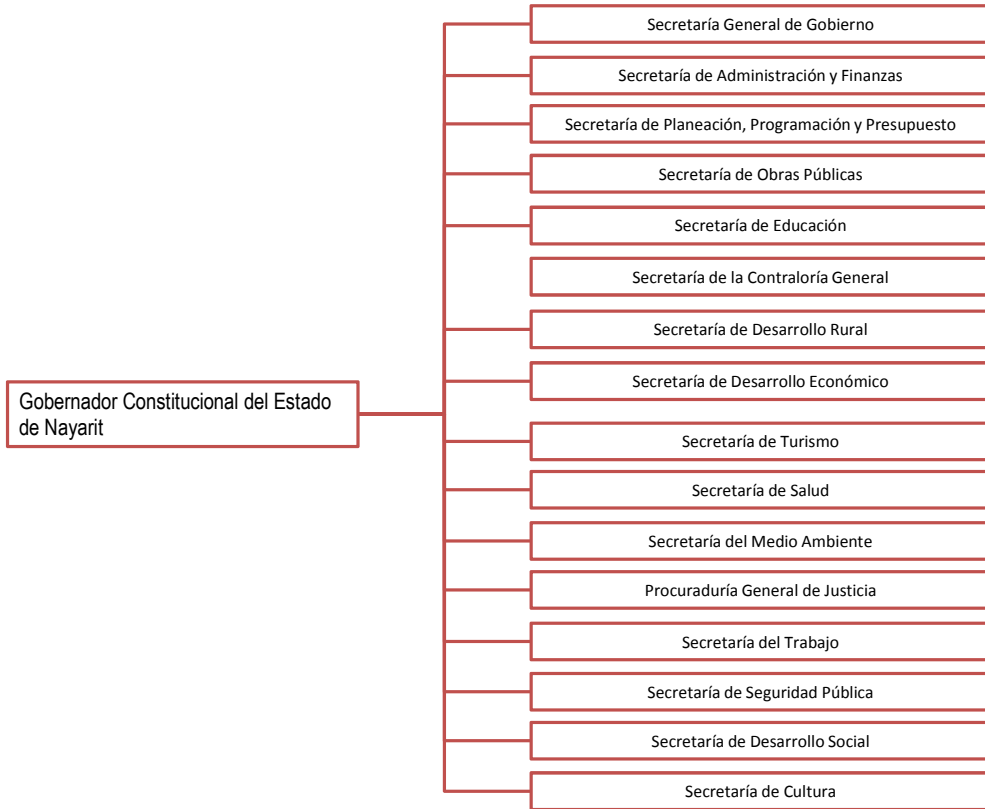 Secretaría General de Gobierno
Secretaría de Administración y Finanzas
Secretaría de Planeación, Programación y Presupuesto
Secretaría de Obras Públicas
Secretaría de Educación
Secretaría de la Contraloría General
Secretaría de Desarrollo Rural
Secretaría de Desarrollo Económico
Gobernador Constitucional del Estado
de Nayarit
Secretaría de Turismo
Secretaría de Salud
Secretaría del Medio Ambiente
Procuraduría General de Justicia
Secretaría del Trabajo
Secretaría de Seguridad Pública
Secretaría de Desarrollo Social
Secretaría de Cultura